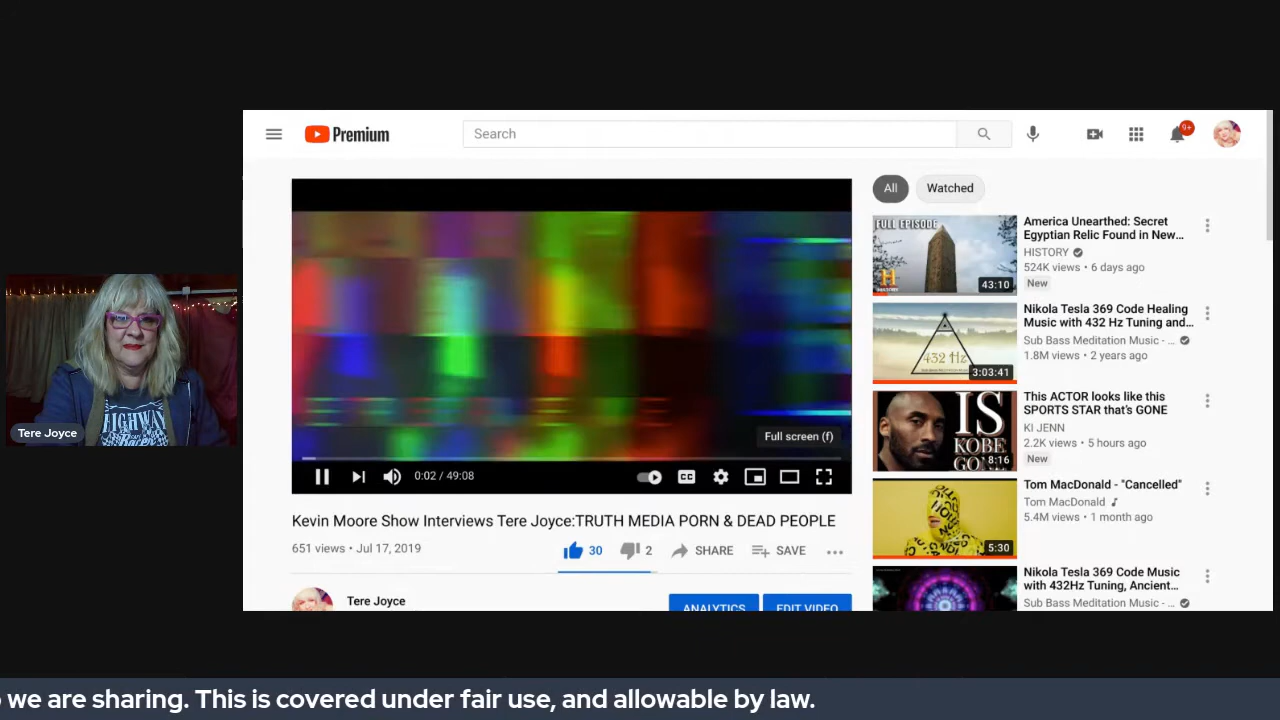 Premium
Search
9+
All
Watched
FULL EPISODE
H
43:10
America Unearthed: Secret
Egyptian Relic Found in New...
HISTORY
524K views • 6 days ago
New
432 Hz
3:03:41
Nikola Tesla 369 Code Healing
Music with 432 Hz Tuning and...
Sub Bass Meditation Music - ...
1.8M views • 2 years ago
IS
KOBE
8:16
This ACTOR looks like this
SPORTS STAR that's GONE
KI JENN
2.2K views • 5 hours ago
New
5:30
Tom MacDonald - "Cancelled"
Tom MacDonald
5.4M views • 1 month ago
Nikola Tesla 369 Code Music
with 432Hz Tuning, Ancient...
Sub Bass Meditation Music - ...
Full screen (f)
0:02 / 49:08
CC
Kevin Moore Show Interviews Tere Joyce:TRUTH MEDIA PORN & DEAD PEOPLE
651 views • Jul 17, 2019
30
2
SHARE
SAVE
Tere Joyce
ANALYTICS
EDIT VIDEO
HIGHWAY
Tere Joyce
we are sharing. This is covered under fair use, and allowable by law.